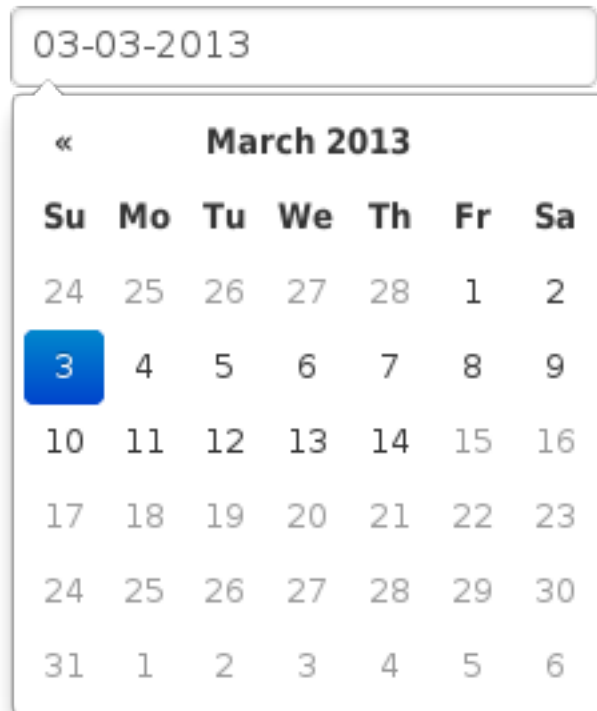 03-03-2013
« March 2013
Su Mo Tu We Th Fr Sa
24 25 26 27 28 1 2
3 4 5 6 7 8 9
10 11 12 13 14 15 16
17 18 19 20 21 22 23
24 25 26 27 28 29 30
31 1 2 3 4 5 6